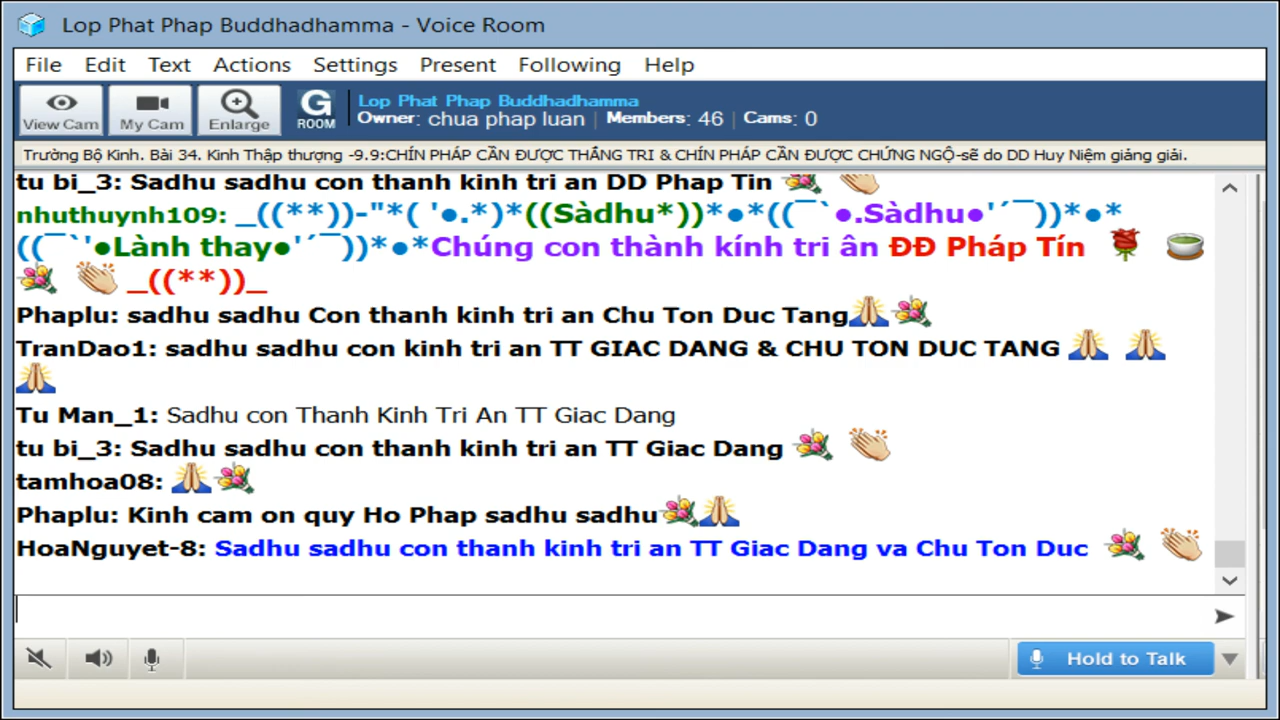 Lop Phat Phap Buddhadhamma - Voice Room
File Edit Text Actions Settings Present Following Help
View Cam My Cam Enlarge G ROOM Lop Phat Phap Buddhadhamma
Owner: chua phap luan | Members: 46 | Cams: 0
Trường Bộ Kinh. Bài 34. Kinh Thập thượng -9.9:CHÍN PHÁP CẦN ĐƯỢC THẮNG TRI & CHÍN PHÁP CẦN ĐƯỢC CHỨNG NGỘ-sẽ do DD Huy Niệm giảng giải.
tu bi_3: Sadhu sadhu con thanh kinh tri an DD Phap Tin 💐 👏
nhuthuynh109: _((**))-"*( '●.*)*((Sàdhu*))*●*((¯`●.Sàdhu●'´¯))*●*
((¯`'●Lành thay●'´¯))*●*Chúng con thành kính tri ân ĐĐ Pháp Tín 🌹 🍵
💐 👏 _((**))_
Phaplu: sadhu sadhu Con thanh kinh tri an Chu Ton Duc Tang🙏💐
TranDao1: sadhu sadhu con kinh tri an TT GIAC DANG & CHU TON DUC TANG 🙏 🙏
🙏
Tu Man_1: Sadhu con Thanh Kinh Tri An TT Giac Dang
tu bi_3: Sadhu sadhu con thanh kinh tri an TT Giac Dang 💐 👏
tamhoa08: 🙏💐
Phaplu: Kinh cam on quy Ho Phap sadhu sadhu💐🙏
HoaNguyet-8: Sadhu sadhu con thanh kinh tri an TT Giac Dang va Chu Ton Duc 💐 👏
Hold to Talk